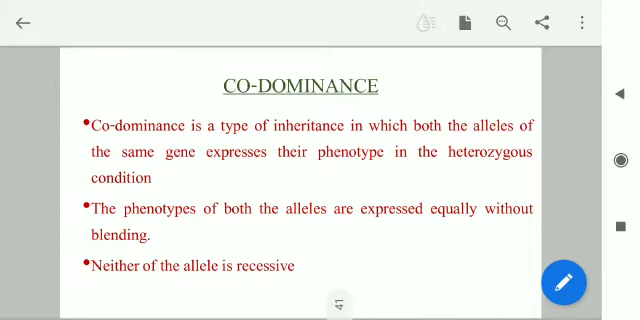 CO-DOMINANCE
•Co-dominance is a type of inheritance in which both the alleles of
the same gene expresses their phenotype in the heterozygous
condition
•The phenotypes of both the alleles are expressed equally without
blending.
•Neither of the allele is recessive
41